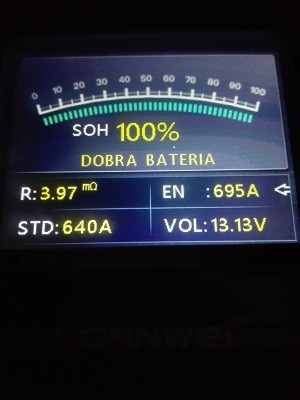 0 10 20 30 40 50 60 70 80 90 100
SOH 100%
DOBRA BATERIA
R: 3.97 mΩ
EN : 695A
STD: 640A
VOL: 13.13V
ONNWEI